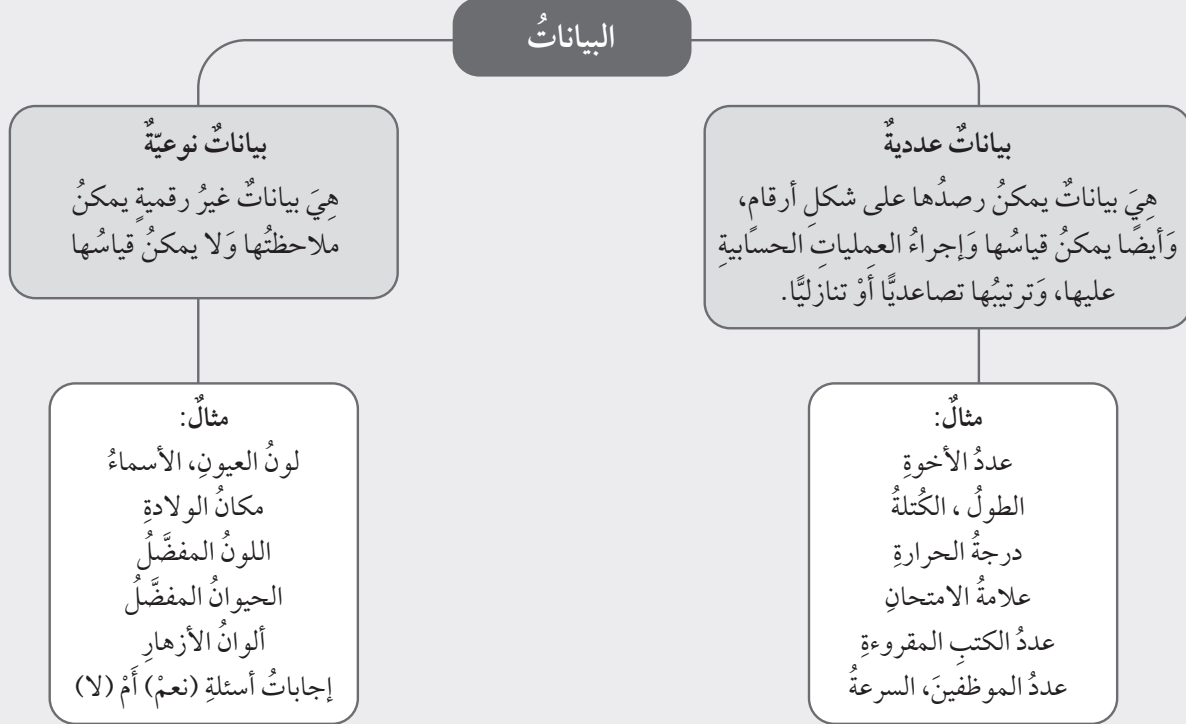 البياناتُ
بياناتٌ عدديةٌ
هِيَ بياناتٌ يمكنُ رصدُها على شكلِ أرقامٍ،
وَأيضًا يمكنُ قياسُها وَإجراءُ العملياتِ الحسابيةِ
عليها، وَترتيبُها تصاعديًّا أَوْ تنازليًّا.
مثالٌ:
عددُ الأخوةِ
الطولُ ، الكُتلةُ
درجةُ الحرارةِ
علامةُ الامتحانِ
عددُ الكتبِ المقروءةِ
عددُ الموظفينَ، السرعةُ
بياناتٌ نوعيّةٌ
هِيَ بياناتٌ غيرُ رقميةٍ يمكنُ
ملاحظتُها وَلا يمكنُ قياسُها
مثالٌ:
لونُ العيونِ، الأسماءُ
مكانُ الولادةِ
اللونُ المفضَّلُ
الحيوانُ المفضَّلُ
ألوانُ الأزهارِ
إجاباتُ أسئلةِ (نعمْ) أَمْ (لا)